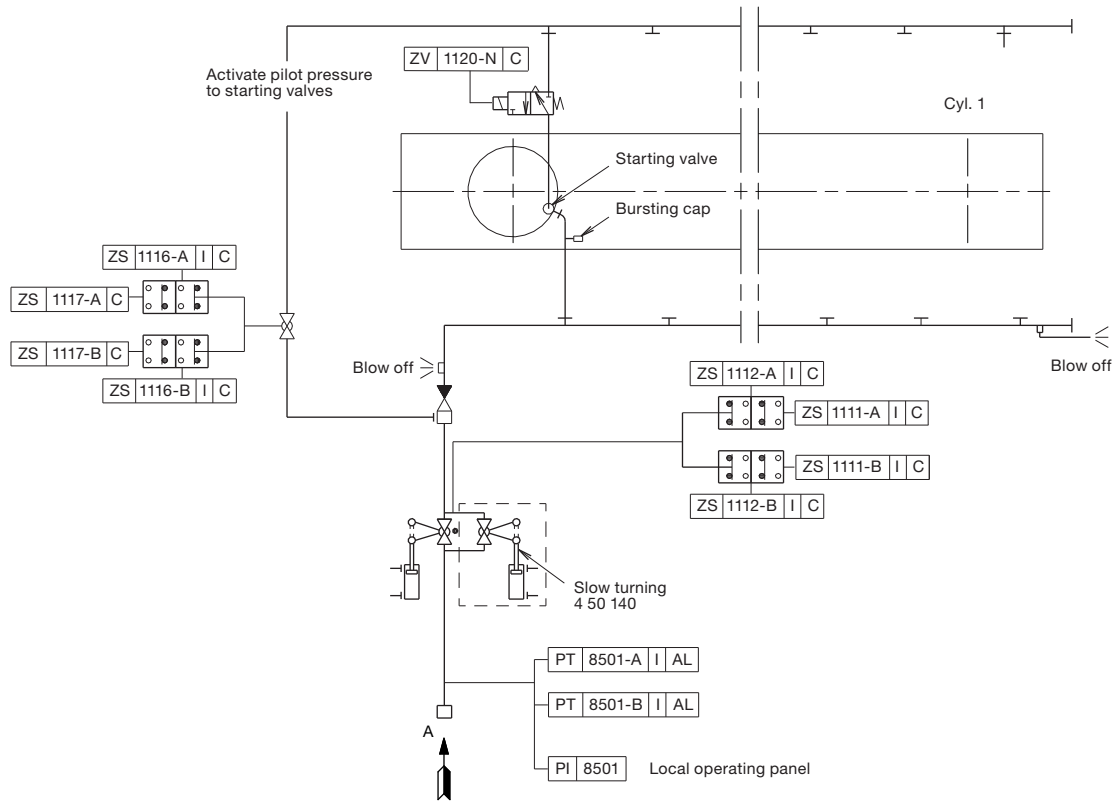 ZV 1120-N C
Activate pilot pressure
to starting valves
Cyl. 1
Starting valve
Bursting cap
ZS 1116-A I C
ZS 1117-A C
ZS 1117-B C
ZS 1116-B I C
Blow off
Blow off
ZS 1112-A I C
ZS 1111-A I C
ZS 1111-B I C
ZS 1112-B I C
Slow turning
4 50 140
PT 8501-A I AL
PT 8501-B I AL
A
PI 8501 Local operating panel